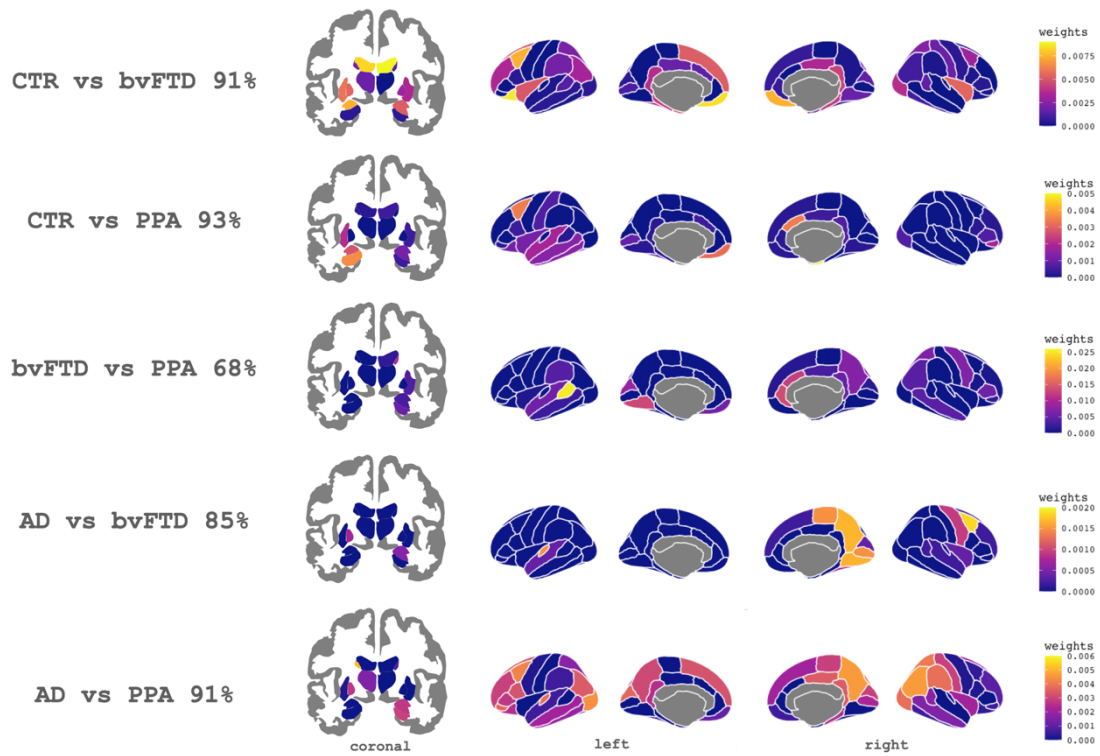 CTR vs bvFTD 91%
weights
0.0075
0.0050
0.0025
0.0000
CTR vs PPA 93%
weights
0.005
0.004
0.003
0.002
0.001
0.000
bvFTD vs PPA 68%
weights
0.025
0.020
0.015
0.010
0.005
0.000
AD vs bvFTD 85%
weights
0.0020
0.0015
0.0010
0.0005
0.0000
AD vs PPA 91%
weights
0.006
0.005
0.004
0.003
0.002
0.001
0.000
coronal left right